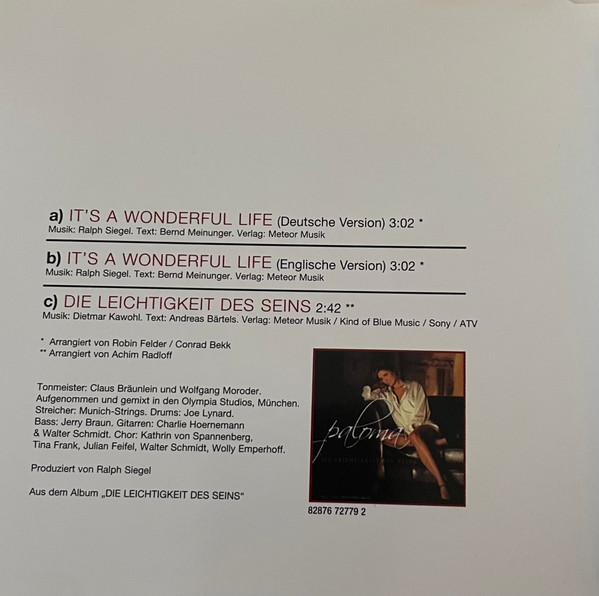 a) IT'S A WONDERFUL LIFE (Deutsche Version) 3:02 *
Musik: Ralph Siegel. Text: Bernd Meinunger. Verlag: Meteor Musik
b) IT'S A WONDERFUL LIFE (Englische Version) 3:02 *
Musik: Ralph Siegel. Text: Bernd Meinunger. Verlag: Meteor Musik
c) DIE LEICHTIGKEIT DES SEINS 2:42 **
Musik: Dietmar Kawohl. Text: Andreas Bärtels. Verlag: Meteor Musik / Kind of Blue Music / Sony / ATV
* Arrangiert von Robin Felder / Conrad Bekk
** Arrangiert von Achim Radloff
Tonmeister: Claus Bräunlein und Wolfgang Moroder.
Aufgenommen und gemixt in den Olympia Studios, München.
Streicher: Munich-Strings. Drums: Joe Lynard.
Bass: Jerry Braun. Gitarren: Charlie Hoernemann
& Walter Schmidt. Chor: Kathrin von Spannenberg,
Tina Frank, Julian Feifel, Walter Schmidt, Wolly Emperhoff.
Produziert von Ralph Siegel
Aus dem Album „DIE LEICHTIGKEIT DES SEINS“
paloma
82876 72779 2